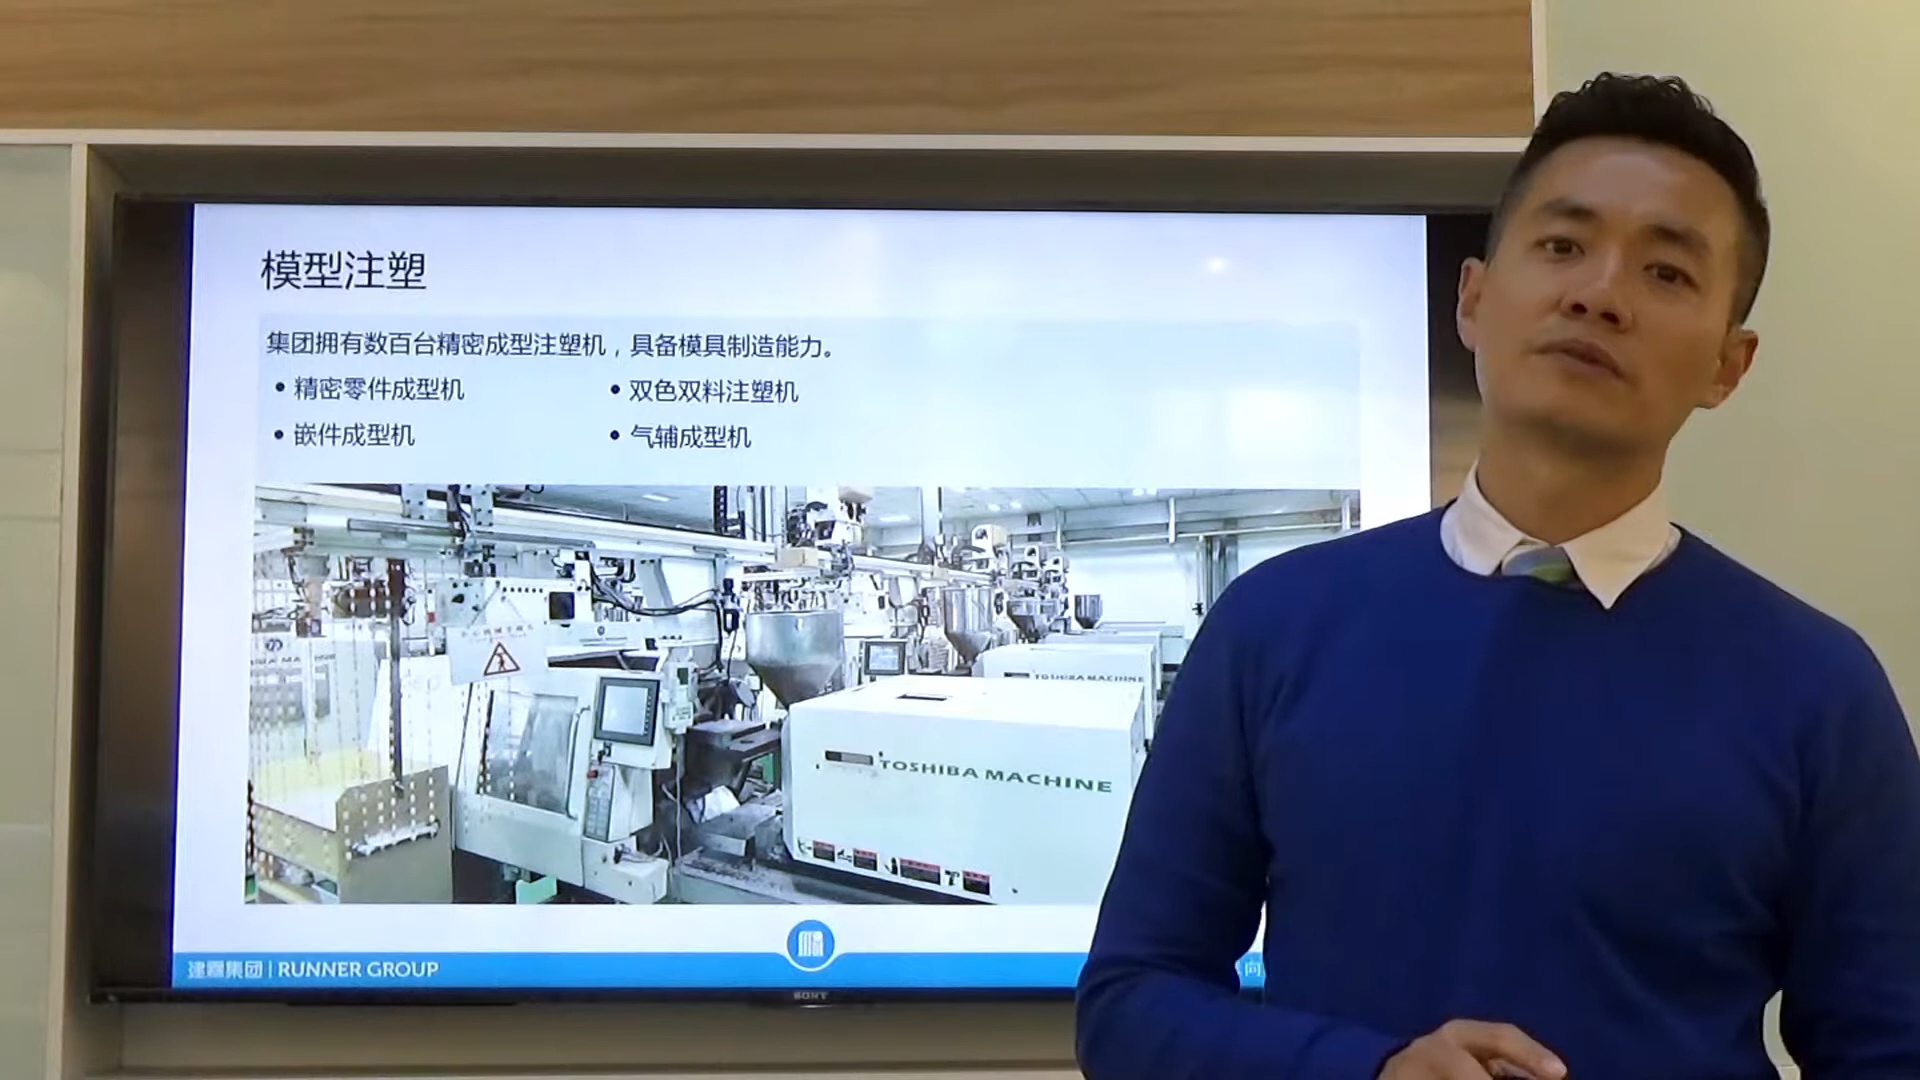 模型注塑
集团拥有数百台精密成型注塑机，具备模具制造能力。
• 精密零件成型机
• 双色双料注塑机
• 嵌件成型机
• 气辅成型机
TOSHIBA MACHINE
TOSHIBA MACHINE
建霖集团 | RUNNER GROUP
向
SONY